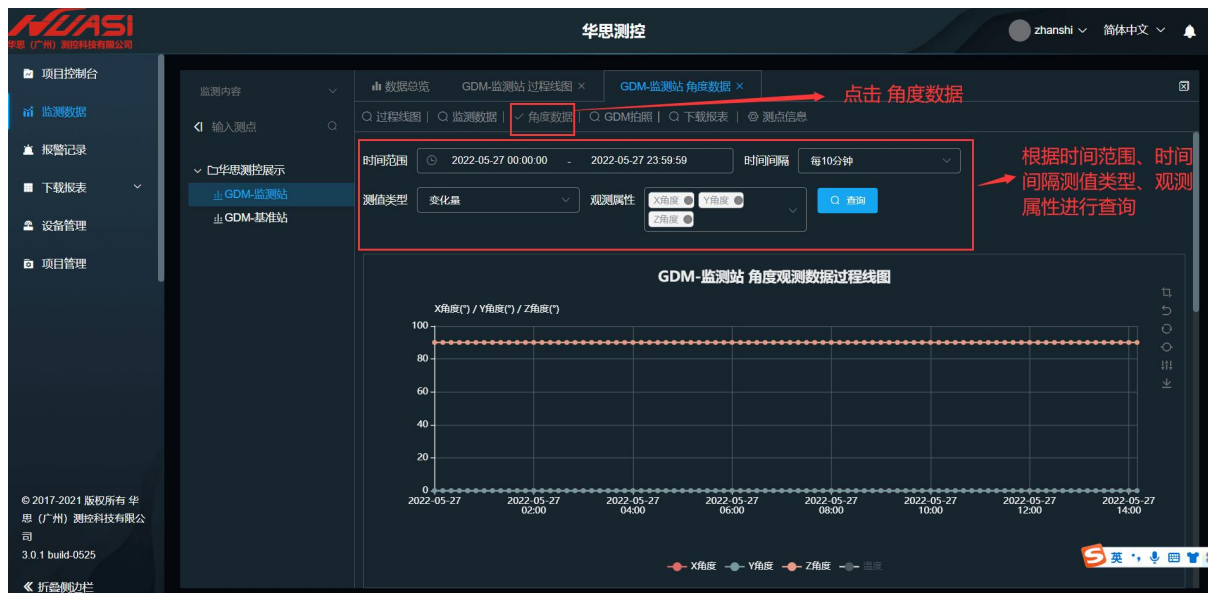 HUASI
华思（广州）测控科技有限公司
华思测控
zhanshi
简体中文
项目控制台
监测数据
报警记录
下载报表
设备管理
项目管理
© 2017-2021 版权所有 华
思（广州）测控科技有限公
司
3.0.1 build-0525
折叠侧边栏
监测内容
输入测点
华思测控展示
GDM-监测站
GDM-基准站
数据总览 GDM-监测站 过程线图 × GDM-监测站 角度数据 ×
过程线图 | 监测数据 | 角度数据 | GDM拍照 | 下载报表 | 测点信息
点击 角度数据
时间范围 2022-05-27 00:00:00 - 2022-05-27 23:59:59 时间间隔 每10分钟
测值类型 变化量 观测属性 X角度 Y角度 查询
Z角度
根据时间范围、时间
间隔测值类型、观测
属性进行查询
GDM-监测站 角度观测数据过程线图
X角度(°) / Y角度(°) / Z角度(°)
100
80
60
40
20
0
2022-05-27 2022-05-27 2022-05-27 2022-05-27 2022-05-27 2022-05-27 2022-05-27 2022-05-27
02:00 04:00 06:00 08:00 10:00 12:00 14:00
X角度 Y角度 Z角度 温度
S 英